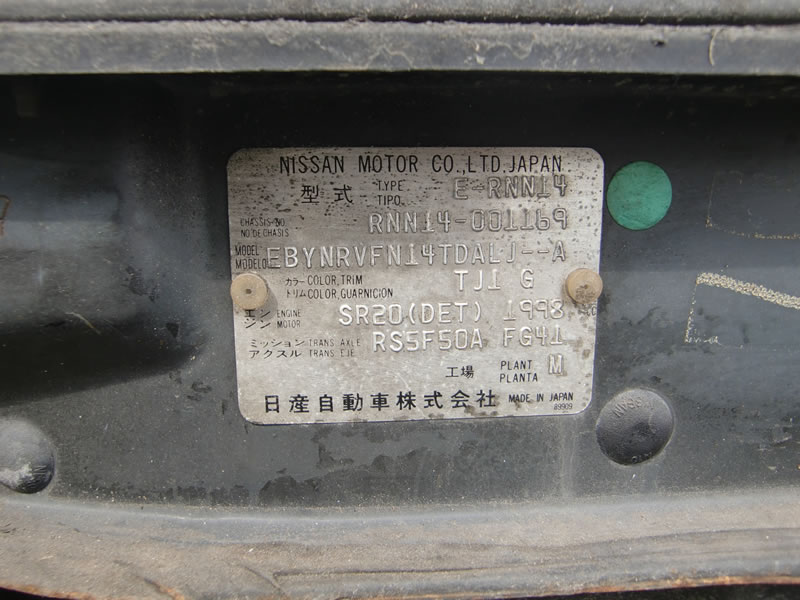 NISSAN MOTOR CO.,LTD.JAPAN
型式 TYPE TIPO E-RNN14
CHASSIS-NO. NO DE CHASIS RNN14-001169
MODEL MODELO EBYNRVFN14TDALJ--A
カラー COLOR,TRIM トリム COLOR,GUARNICION TJ1 G
エンジン ENGINE MOTOR SR20(DET) 1998 cc
ミッション TRANS. AXLE アクスル TRANS. EJE RS5F50A FG41
工場 PLANT PLANTA M
日産自動車株式会社 MADE IN JAPAN
89909